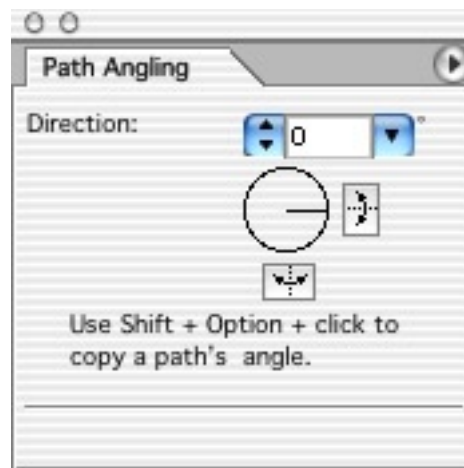 Path Angling
Direction:
0 °
Use Shift + Option + click to
copy a path's angle.